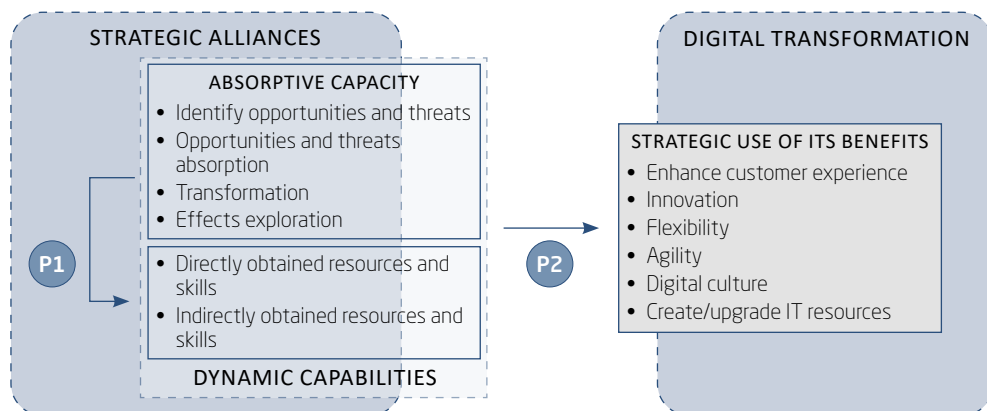 STRATEGIC ALLIANCES
ABSORPTIVE CAPACITY
• Identify opportunities and threats
• Opportunities and threats
absorption
• Transformation
• Effects exploration
P1
• Directly obtained resources and
skills
• Indirectly obtained resources and
skills
DYNAMIC CAPABILITIES
P2
DIGITAL TRANSFORMATION
STRATEGIC USE OF ITS BENEFITS
• Enhance customer experience
• Innovation
• Flexibility
• Agility
• Digital culture
• Create/upgrade IT resources